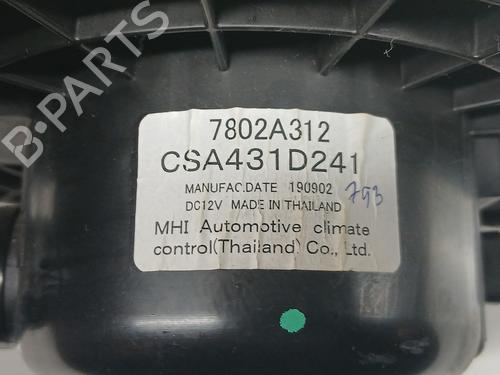 7802A312
CSA431D241
MANUFAC.DATE 190902
793
DC12V MADE IN THAILAND
MHI Automotive climate
control(Thailand) Co., Ltd.
B-PARTS